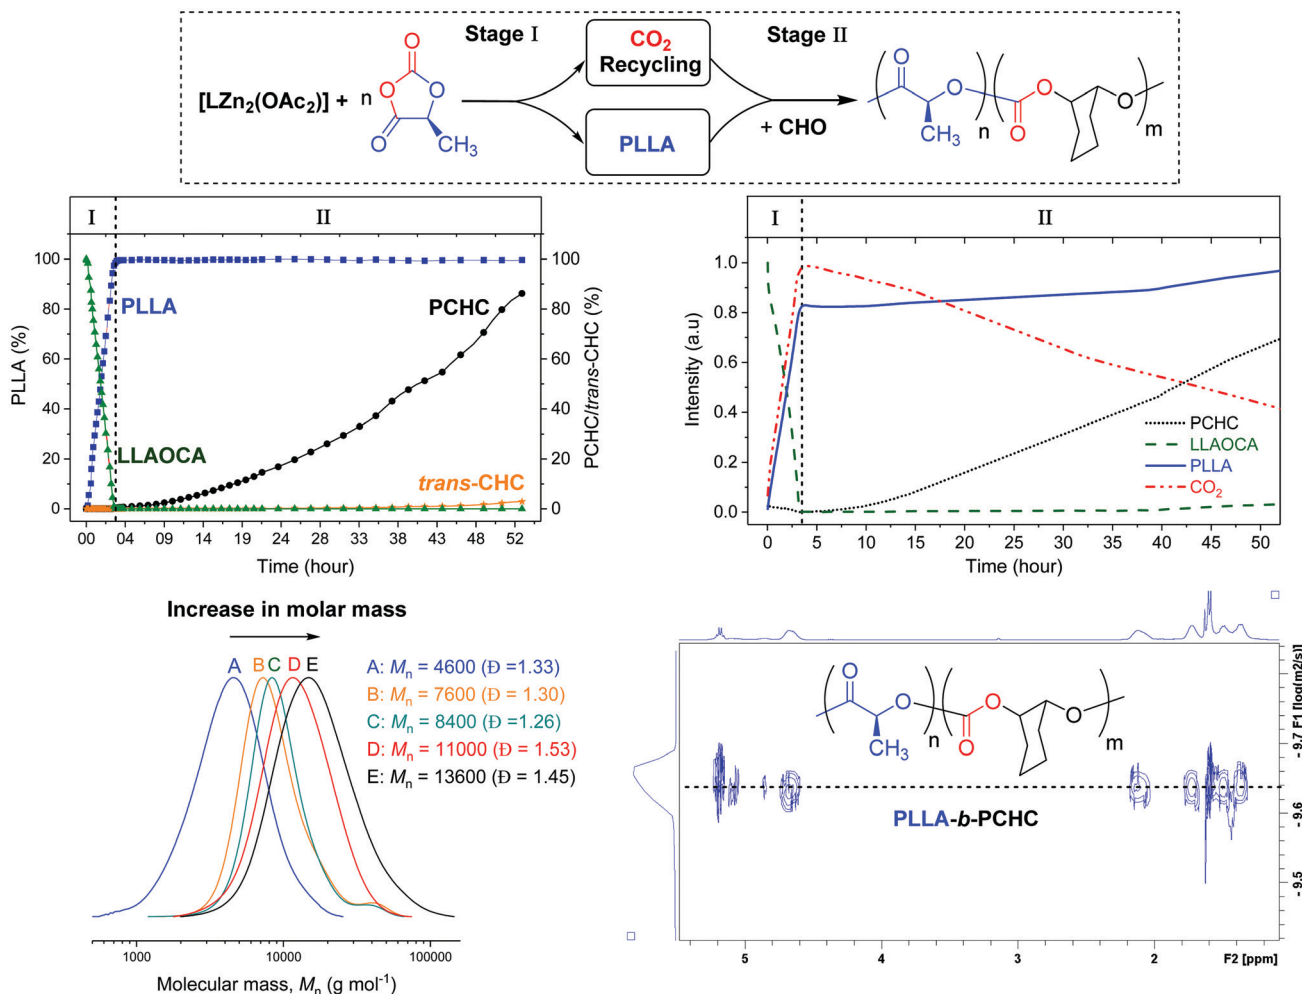 Stage I
CO2
Recycling
Stage II
[LZn2(OAc2)] + n
O
O
O
O
CH3
PLLA
+ CHO
O
O
CH3
n
O
O
O
m
I
II
100
80
60
40
20
0
PLLA (%)
PLLA
LLAOCA
PCHC
trans-CHC
100
80
60
40
20
0
PCHC/trans-CHC (%)
00 04 09 14 19 24 28 33 38 43 48 53
Time (hour)
I
II
1.0
0.8
0.6
0.4
0.2
0.0
Intensity (a.u)
PCHC
LLAOCA
PLLA
CO2
0 5 10 15 20 25 30 35 40 45 50
Time (hour)
Increase in molar mass
A B C D E
A: Mn = 4600 (Đ =1.33)
B: Mn = 7600 (Đ = 1.30)
C: Mn = 8400 (Đ =1.26)
D: Mn = 11000 (Đ = 1.53)
E: Mn = 13600 (Đ = 1.45)
1000 10000 100000
Molecular mass, Mn (g mol-1)
O
O
CH3
n
O
O
O
m
PLLA-b-PCHC
- 9.7
- 9.6
- 9.5
F1 [log(m2/s)]
5 4 3 2 F2 [ppm]